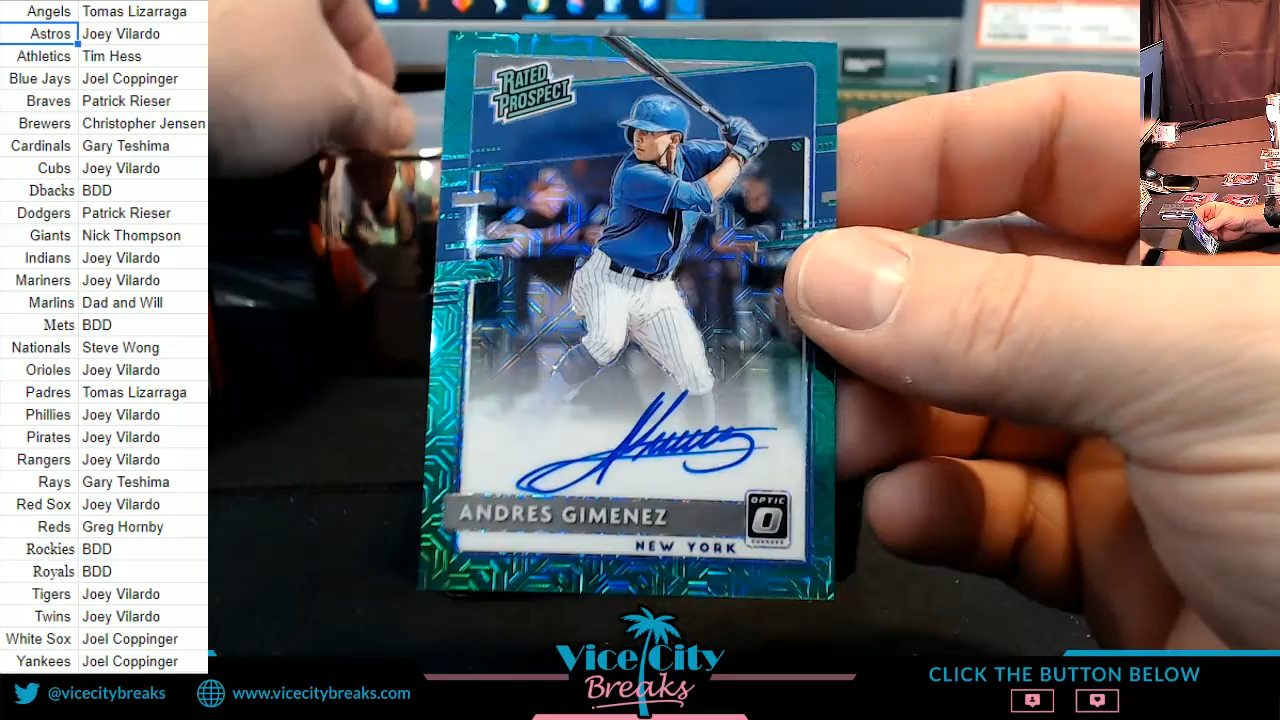 Angels Tomas Lizarraga
Astros Joey Vilardo
Athletics Tim Hess
Blue Jays Joel Coppinger
Braves Patrick Rieser
Brewers Christopher Jensen
Cardinals Gary Teshima
Cubs Joey Vilardo
Dbacks BDD
Dodgers Patrick Rieser
Giants Nick Thompson
Indians Joey Vilardo
Mariners Joey Vilardo
Marlins Dad and Will
Mets BDD
Nationals Steve Wong
Orioles Joey Vilardo
Padres Tomas Lizarraga
Phillies Joey Vilardo
Pirates Joey Vilardo
Rangers Joey Vilardo
Rays Gary Teshima
Red Sox Joey Vilardo
Reds Greg Hornby
Rockies BDD
Royals BDD
Tigers Joey Vilardo
Twins Joey Vilardo
White Sox Joel Coppinger
Yankees Joel Coppinger
RATED
PROSPECT
ANDRES GIMENEZ
OPTIC
NEW YORK
Vice City
Breaks
@vicecitybreaks
www.vicecitybreaks.com
CLICK THE BUTTON BELOW